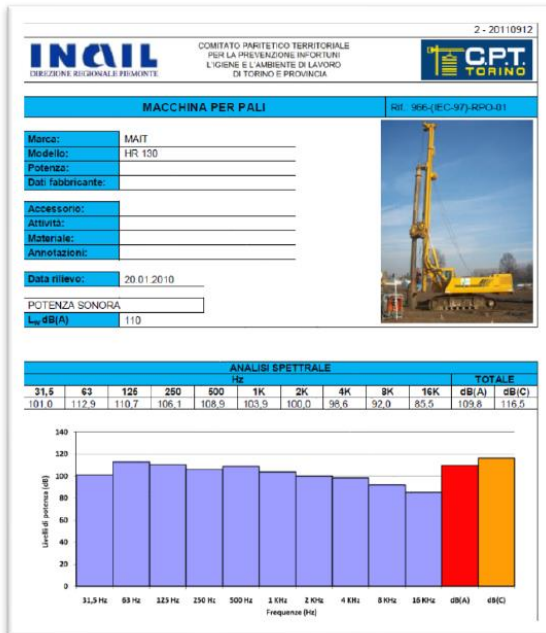 2 - 20110912
INAIL
DIREZIONE REGIONALE PIEMONTE
COMITATO PARITETICO TERRITORIALE
PER LA PREVENZIONE INFORTUNI
L'IGIENE E L'AMBIENTE DI LAVORO
DI TORINO E PROVINCIA
C.P.T.
TORINO
MACCHINA PER PALI
Rif.: 966-(IEC-97)-RPO-01
Marca: MAIT
Modello: HR 130
Potenza:
Dati fabbricante:
Accessorio:
Attività:
Materiale:
Annotazioni:
Data rilievo: 20.01.2010
POTENZA SONORA
LW dB(A) 110
ANALISI SPETTRALE
Hz TOTALE
31,5 63 125 250 500 1K 2K 4K 8K 16K dB(A) dB(C)
101,0 112,9 110,7 106,1 108,9 103,9 100,0 98,6 92,0 85,5 109,8 116,5
Livelli di potenza (dB)
140
120
100
80
60
40
20
0
31,5 Hz 63 Hz 125 Hz 250 Hz 500 Hz 1 KHz 2 KHz 4 KHz 8 KHz 16 KHz dB(A) dB(C)
Frequenze (Hz)